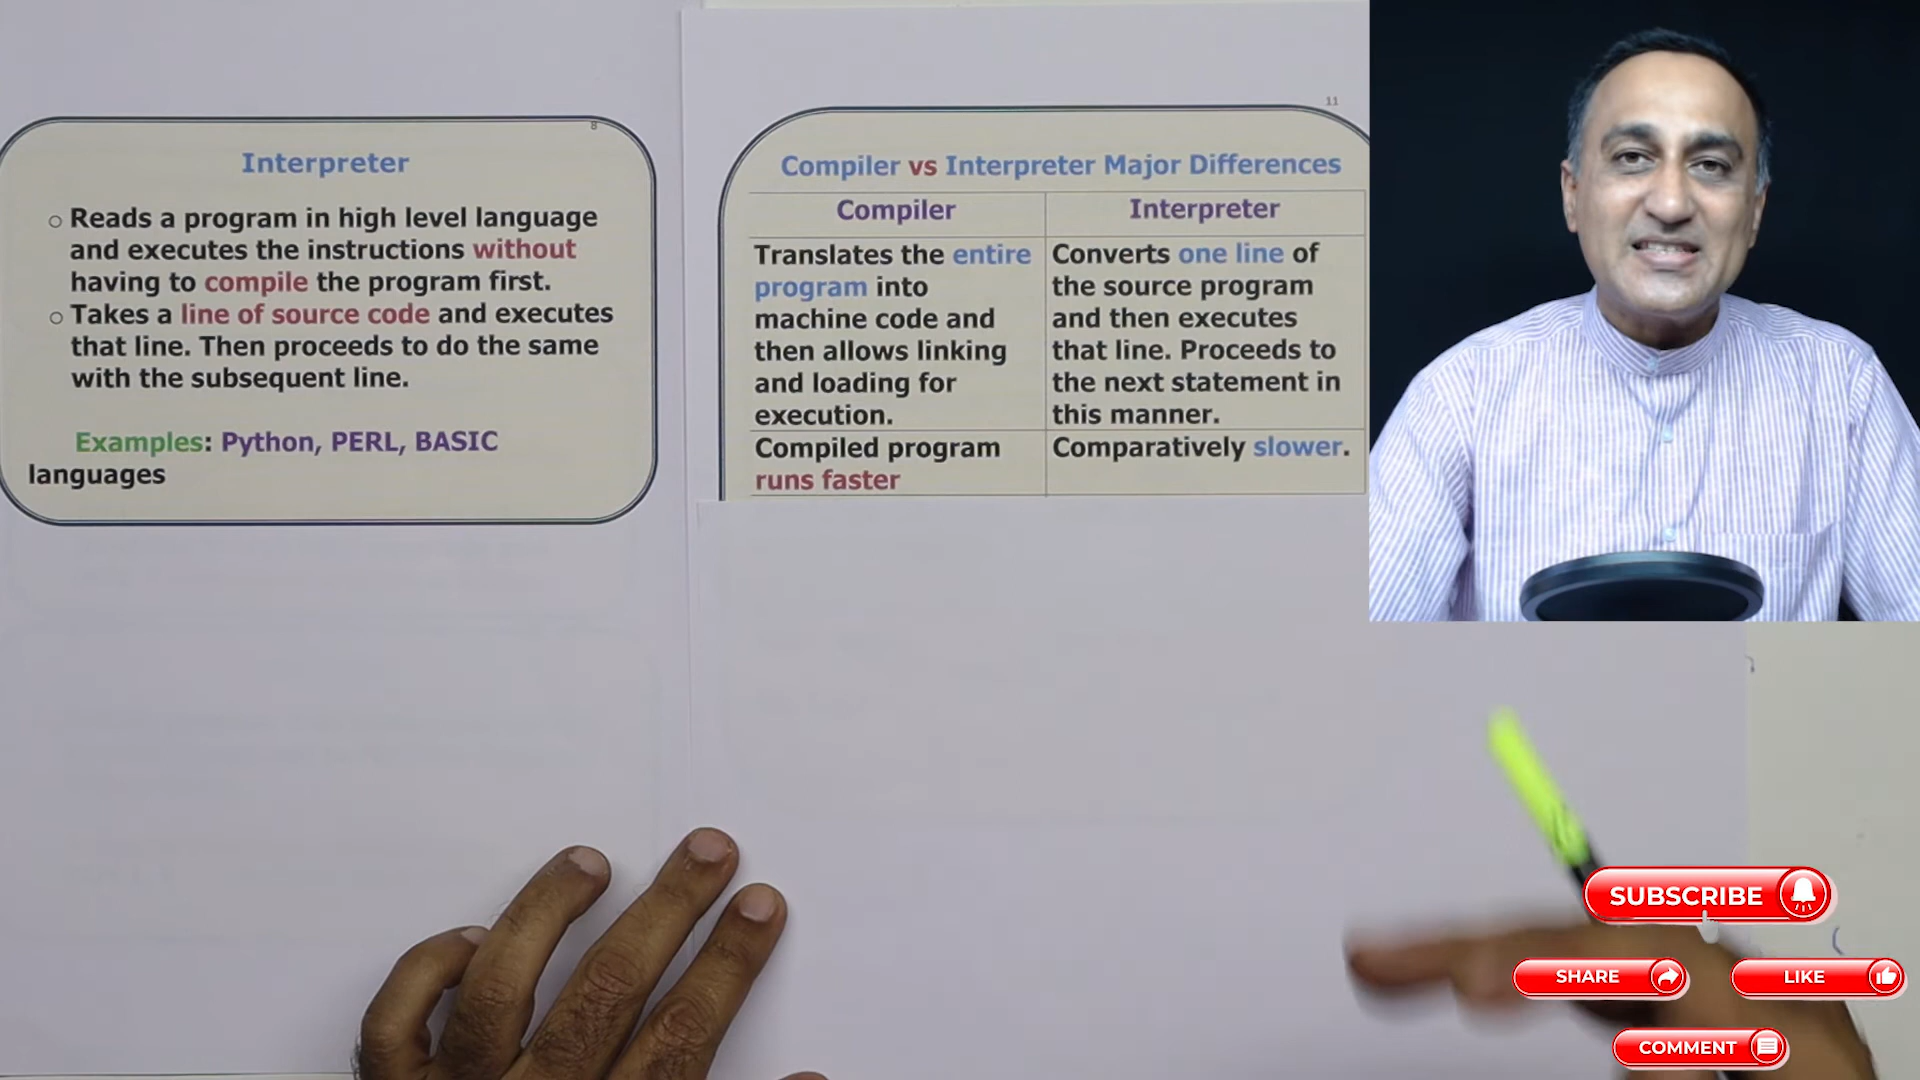 8
Interpreter
o Reads a program in high level language
and executes the instructions without
having to compile the program first.
o Takes a line of source code and executes
that line. Then proceeds to do the same
with the subsequent line.
Examples: Python, PERL, BASIC
languages
11
Compiler vs Interpreter Major Differences
Compiler
Interpreter
Translates the entire
program into
machine code and
then allows linking
and loading for
execution.
Converts one line of
the source program
and then executes
that line. Proceeds to
the next statement in
this manner.
Compiled program
runs faster
Comparatively slower.
SUBSCRIBE
SHARE
LIKE
COMMENT